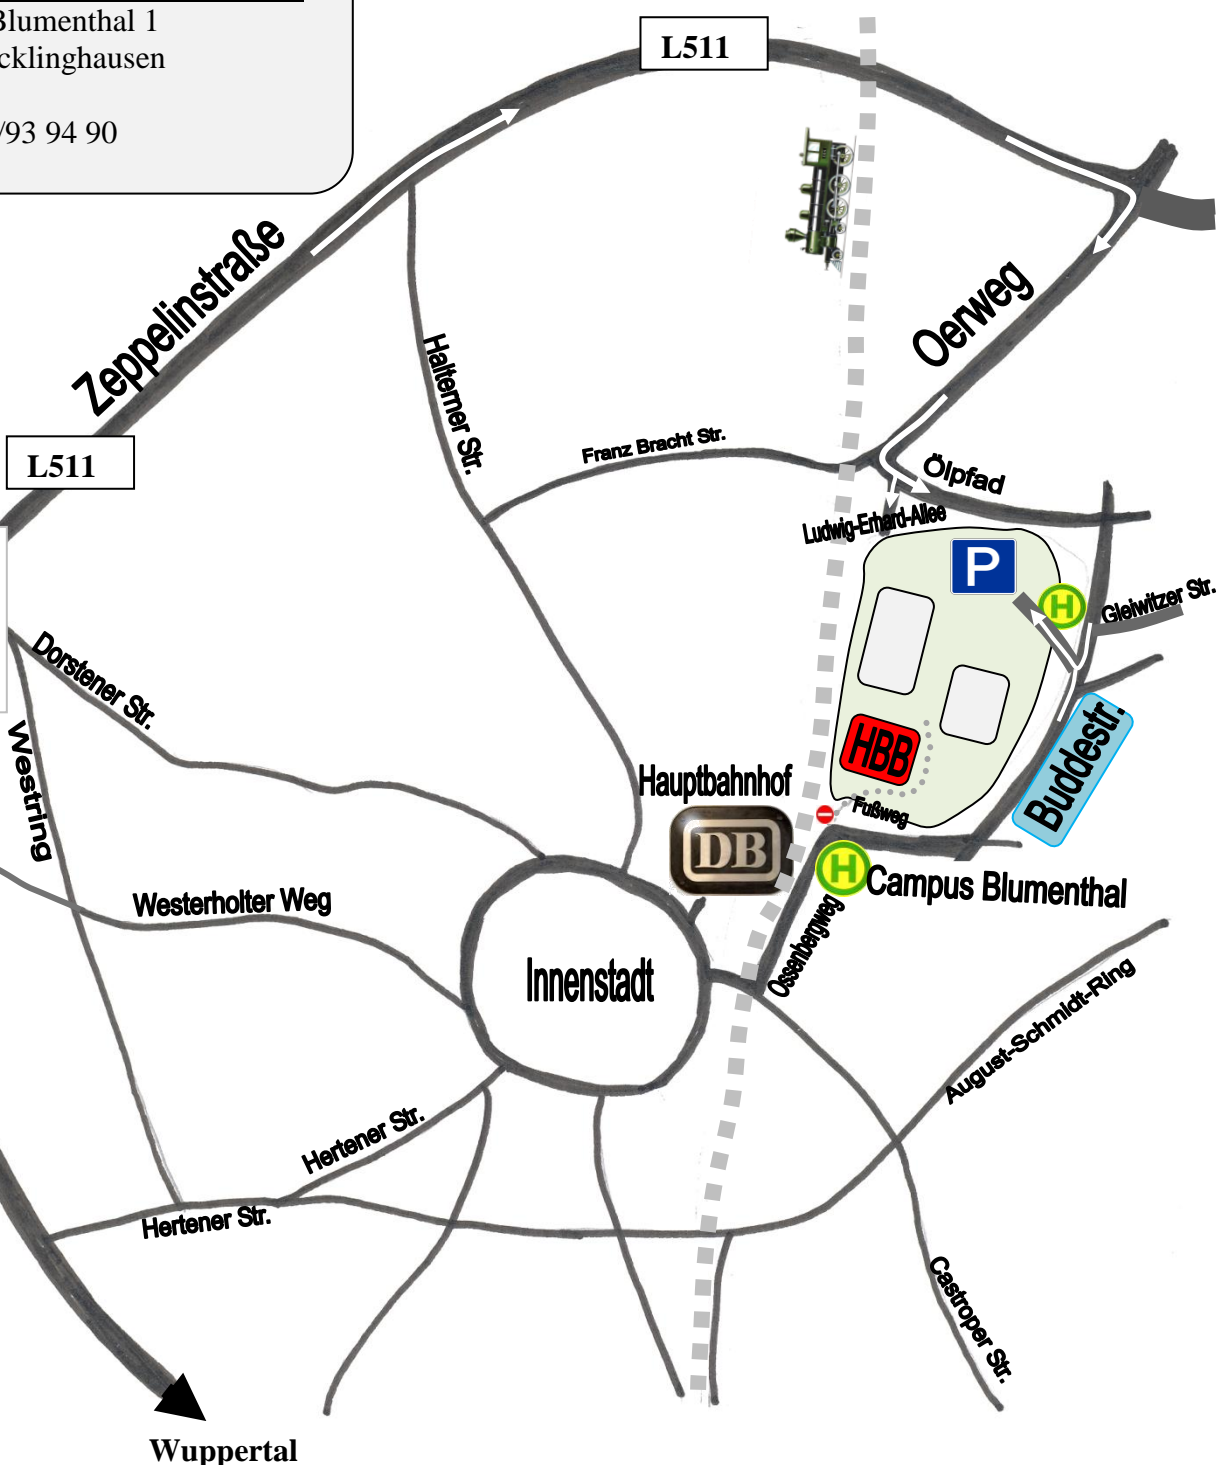 Blumenthal 1
cklinghausen
/93 94 90
L511
Zeppelinstraße
L511
Oerweg
Halterner Str.
Franz Bracht Str.
Ölpfad
Ludwig-Erhard-Allee
P
H
Gleiwitzer Str.
Dorstener Str.
Westring
Buddestr.
HBB
Hauptbahnhof
DB
Fußweg
H
Campus Blumenthal
Ossenbergweg
Westerholter Weg
Innenstadt
August-Schmidt-Ring
Hertener Str.
Hertener Str.
Castroper Str.
Wuppertal